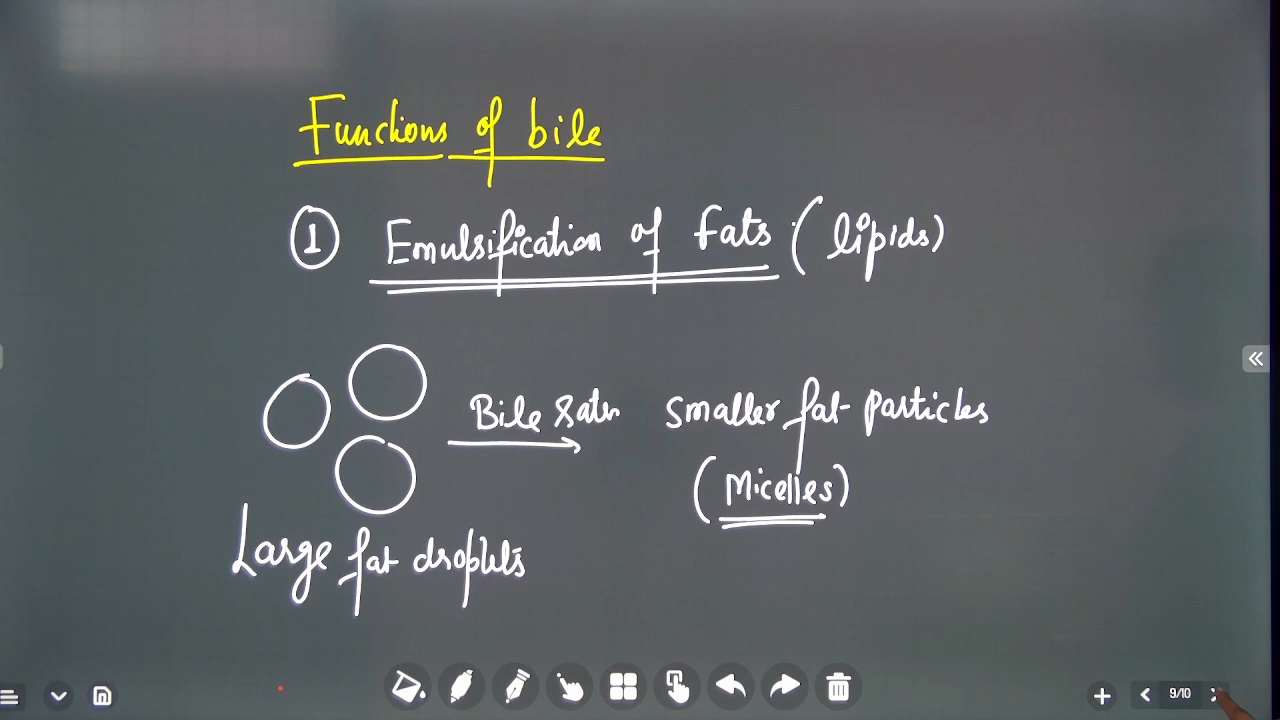 Functions of bile
① Emulsification of fats (lipids)
Bile salts smaller fat particles
(Micelles)
Large fat droplets
9/10